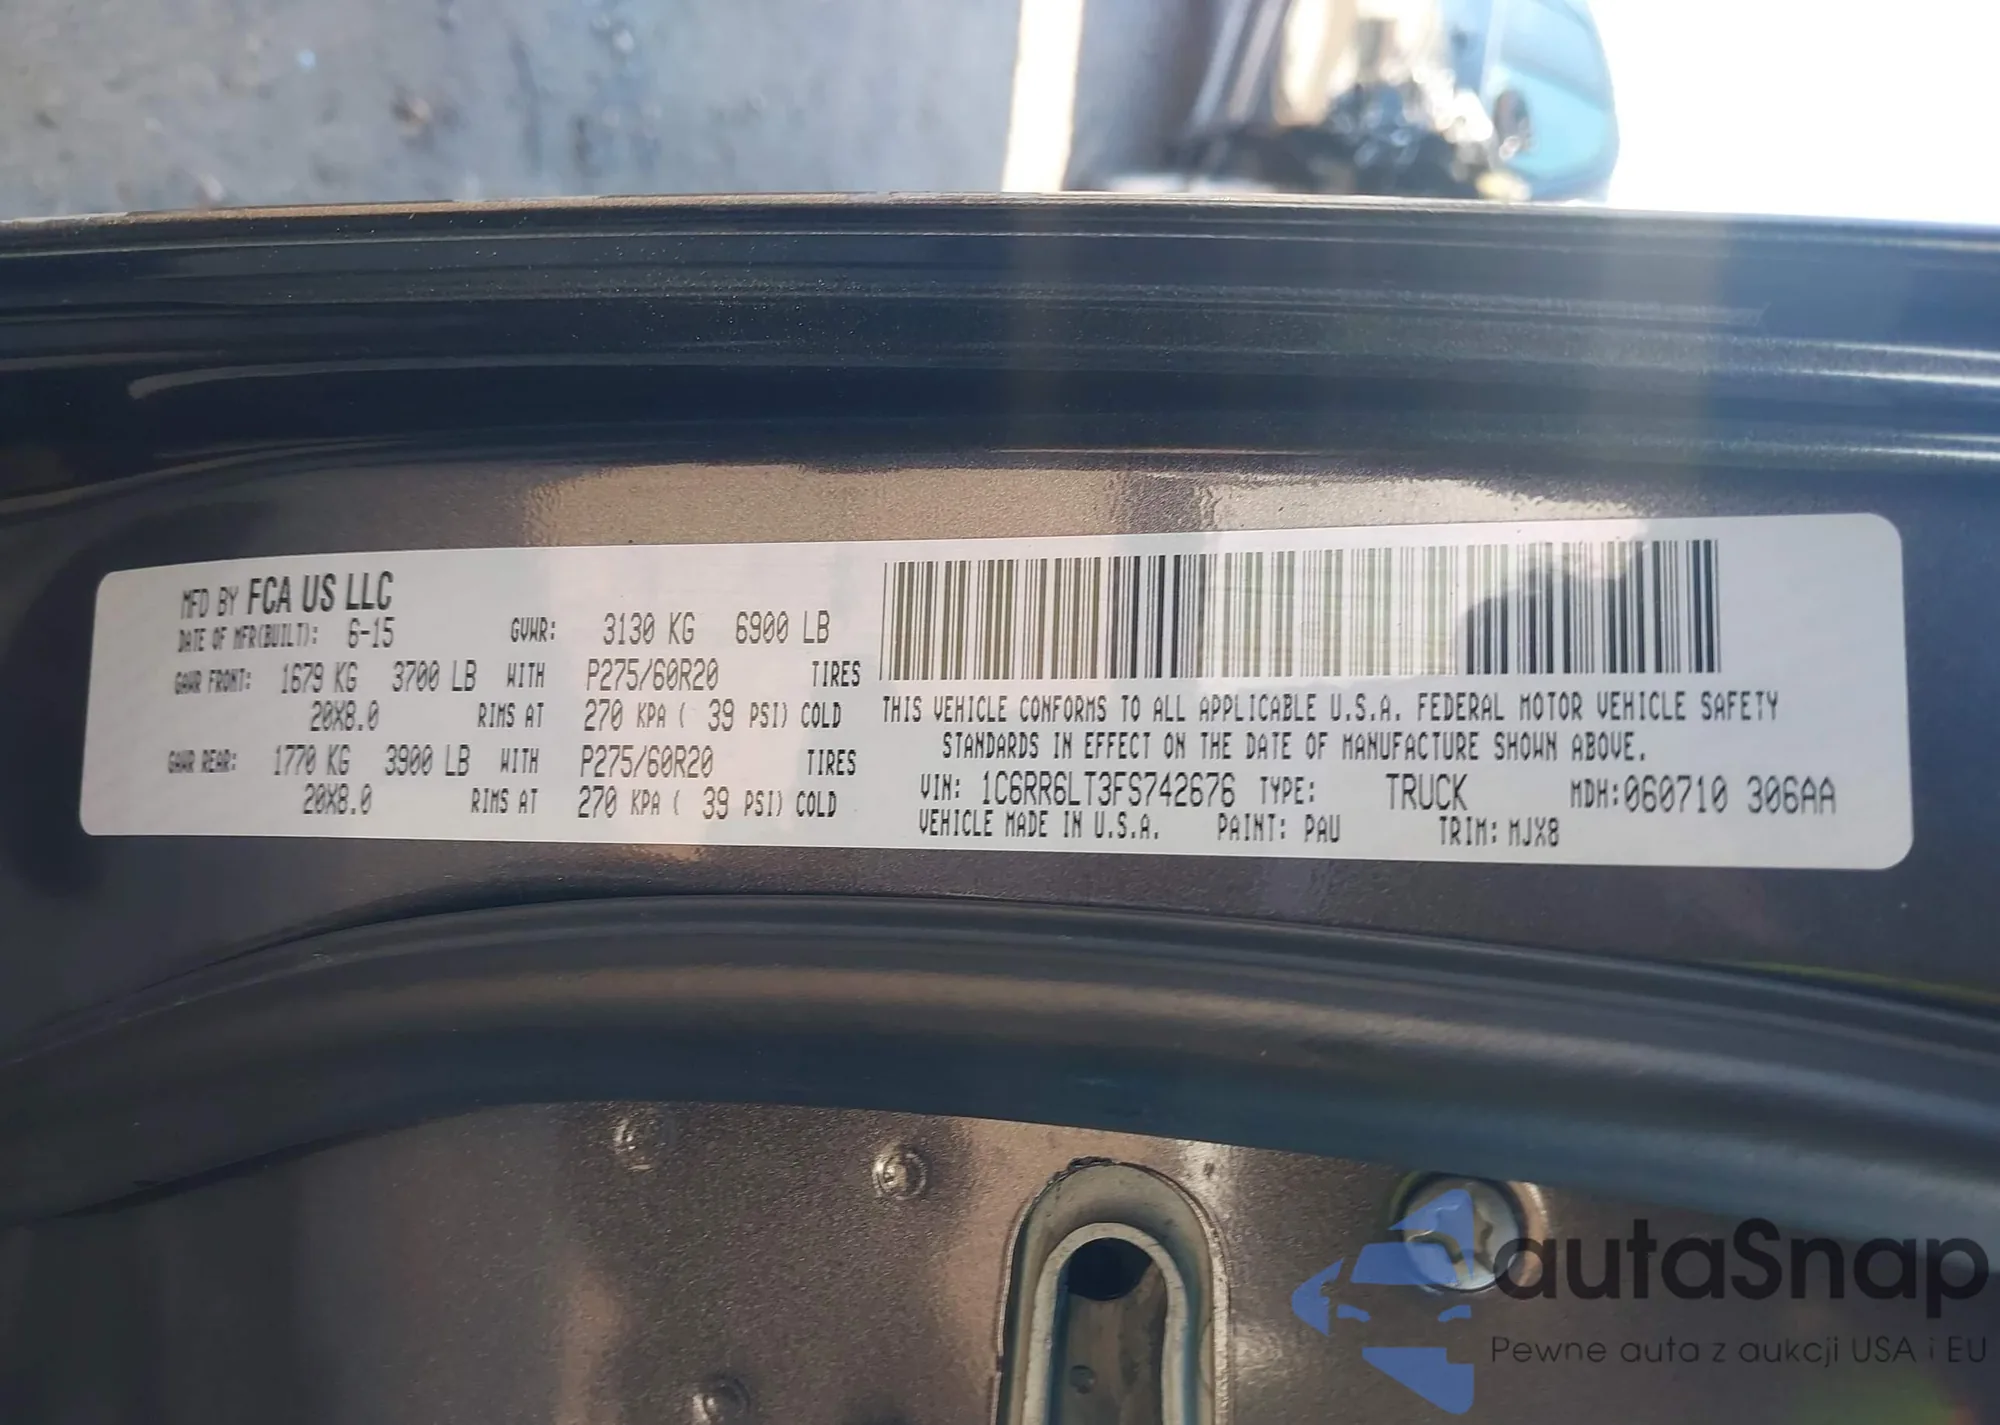 MFD BY FCA US LLC
DATE OF MFR(BUILT): 6-15 GVWR: 3130 KG 6900 LB
GAWR FRONT: 1679 KG 3700 LB WITH P275/60R20 TIRES
20X8.0 RIMS AT 270 KPA ( 39 PSI) COLD
GAWR REAR: 1770 KG 3900 LB WITH P275/60R20 TIRES
20X8.0 RIMS AT 270 KPA ( 39 PSI) COLD
THIS VEHICLE CONFORMS TO ALL APPLICABLE U.S.A. FEDERAL MOTOR VEHICLE SAFETY
STANDARDS IN EFFECT ON THE DATE OF MANUFACTURE SHOWN ABOVE.
VIN: 1C6RR6LT3FS742676 TYPE: TRUCK MDH:060710 306AA
VEHICLE MADE IN U.S.A. PAINT: PAU TRIM: MJX8
autaSnap
Pewne auta z aukcji USA i EU